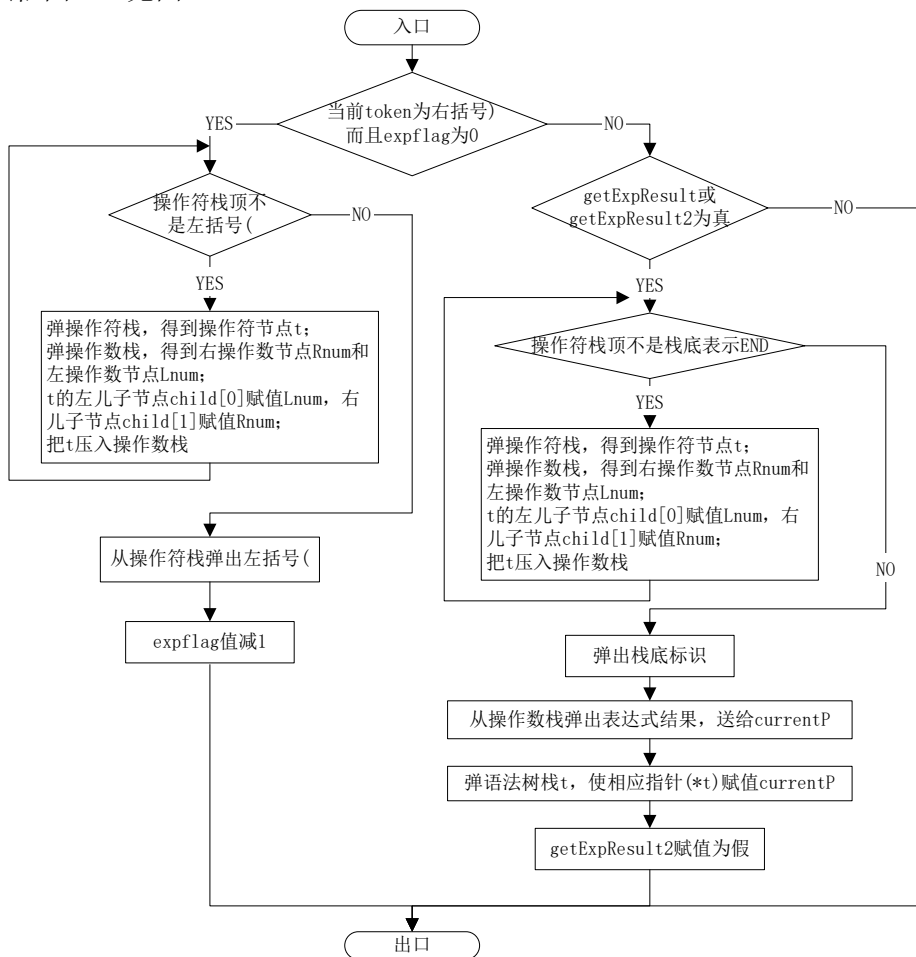 入口
当前token为右括号)
而且expflag为0
YES
NO
操作符栈顶不
是左括号(
NO
getExpResult或
getExpResult2为真
NO
YES
YES
弹操作符栈，得到操作符节点t；
弹操作数栈，得到右操作数节点Rnum和
左操作数节点Lnum；
t的左儿子节点child[0]赋值Lnum，右
儿子节点child[1]赋值Rnum；
把t压入操作数栈
操作符栈顶不是栈底表示END
YES
弹操作符栈，得到操作符节点t；
弹操作数栈，得到右操作数节点Rnum和
左操作数节点Lnum；
t的左儿子节点child[0]赋值Lnum，右
儿子节点child[1]赋值Rnum；
把t压入操作数栈
NO
从操作符栈弹出左括号(
expflag值减1
弹出栈底标识
从操作数栈弹出表达式结果，送给currentP
弹语法树栈t，使相应指针(*t)赋值currentP
getExpResult2赋值为假
出口